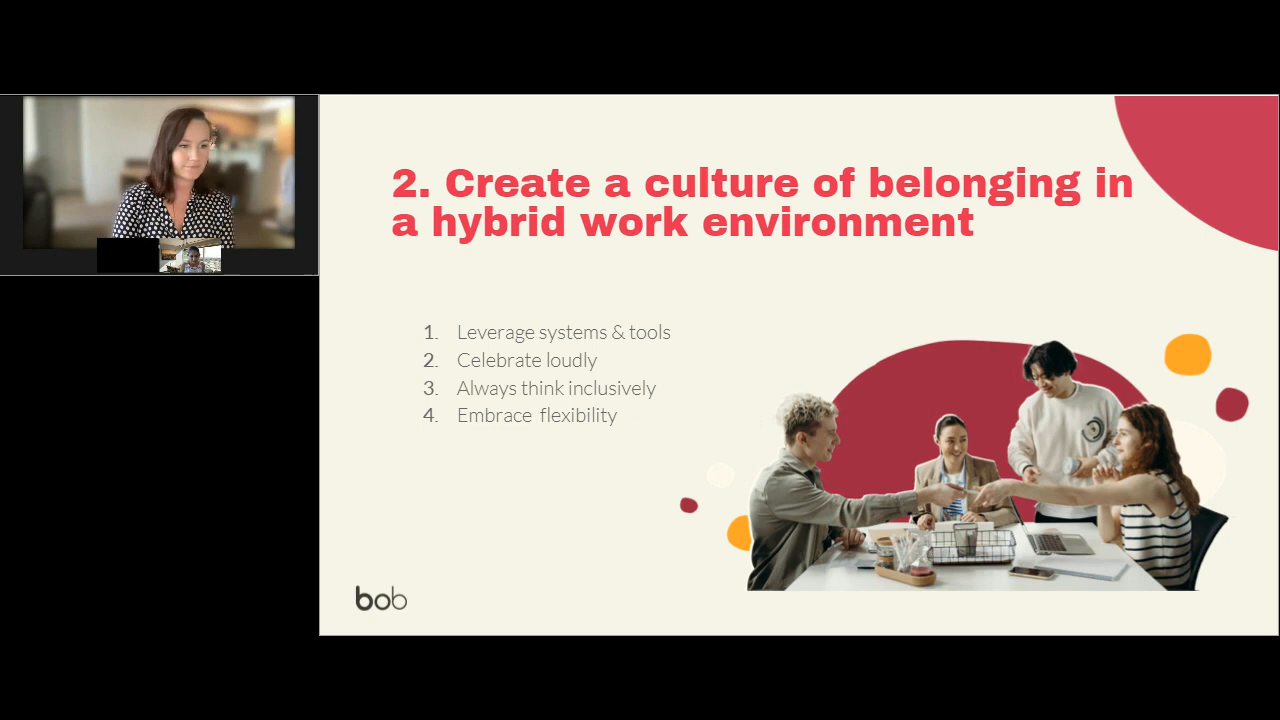 2. Create a culture of belonging in
a hybrid work environment
1. Leverage systems & tools
2. Celebrate loudly
3. Always think inclusively
4. Embrace  flexibility
bob